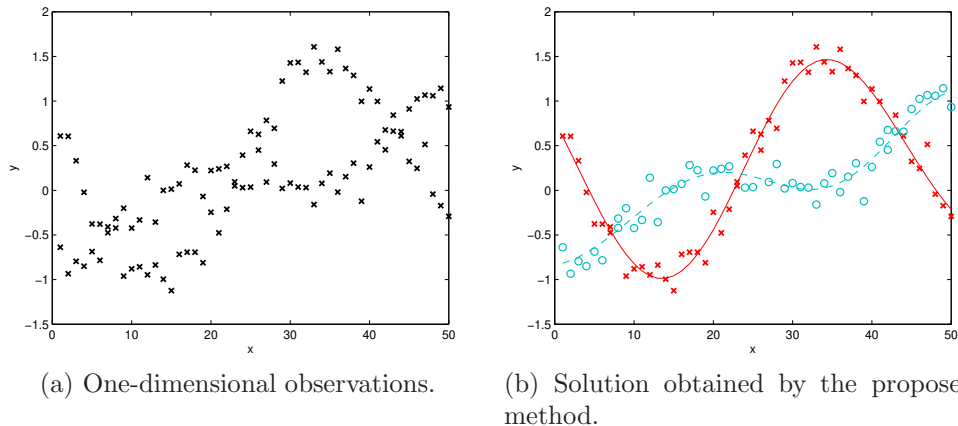 2
1.5
1
0.5
0
−0.5
−1
−1.5
y
0 10 20 30 40 50
x
(a) One-dimensional observations.
2
1.5
1
0.5
0
−0.5
−1
−1.5
y
0 10 20 30 40 50
x
(b) Solution obtained by the propose
method.